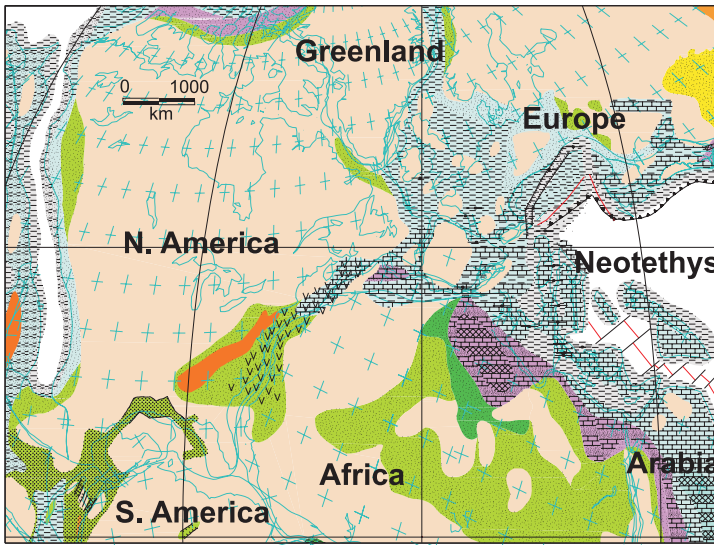 Greenland
0 1000
km
Europe
N. America
Neotethys
Africa
Arabia
S. America